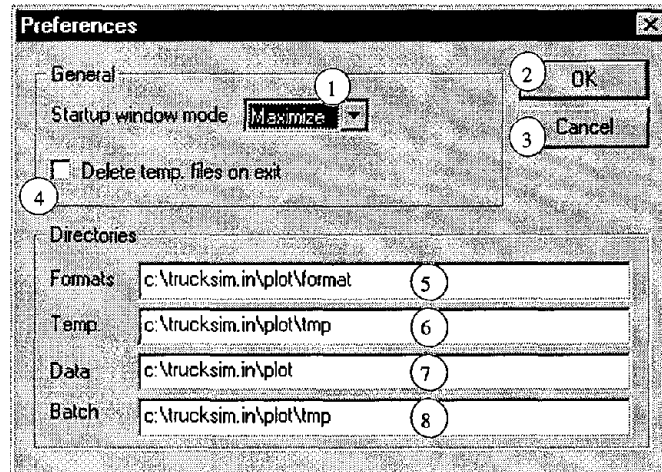 Preferences
General
1
2 OK
Startup window mode Maximize
3 Cancel
Delete temp. files on exit
4
Directories
Formats c:\trucksim.in\plot\format 5
Temp. c:\trucksim.in\plot\tmp 6
Data c:\trucksim.in\plot 7
Batch c:\trucksim.in\plot\tmp 8